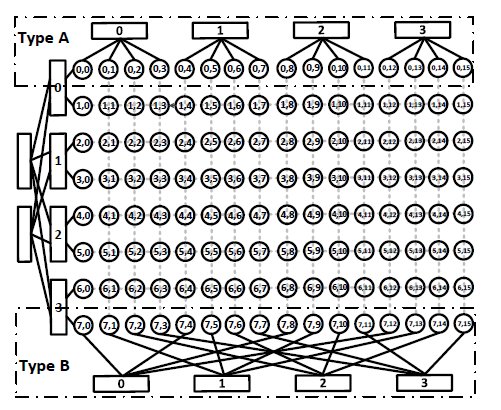 0 1 2 3
Type A
0,0 0,1 0,2 0,3 0,4 0,5 0,6 0,7 0,8 0,9 0,10 0,11 0,12 0,13 0,14 0,15
0
1,0 1,1 1,2 1,3 1,4 1,5 1,6 1,7 1,8 1,9 1,10 1,11 1,12 1,13 1,14 1,15
2,0 2,1 2,2 2,3 2,4 2,5 2,6 2,7 2,8 2,9 2,10 2,11 2,12 2,13 2,14 2,15
1
3,0 3,1 3,2 3,3 3,4 3,5 3,6 3,7 3,8 3,9 3,10 3,11 3,12 3,13 3,14 3,15
4,0 4,1 4,2 4,3 4,4 4,5 4,6 4,7 4,8 4,9 4,10 4,11 4,12 4,13 4,14 4,15
2
5,0 5,1 5,2 5,3 5,4 5,5 5,6 5,7 5,8 5,9 5,10 5,11 5,12 5,13 5,14 5,15
6,0 6,1 6,2 6,3 6,4 6,5 6,6 6,7 6,8 6,9 6,10 6,11 6,12 6,13 6,14 6,15
3
7,0 7,1 7,2 7,3 7,4 7,5 7,6 7,7 7,8 7,9 7,10 7,11 7,12 7,13 7,14 7,15
Type B
0 1 2 3